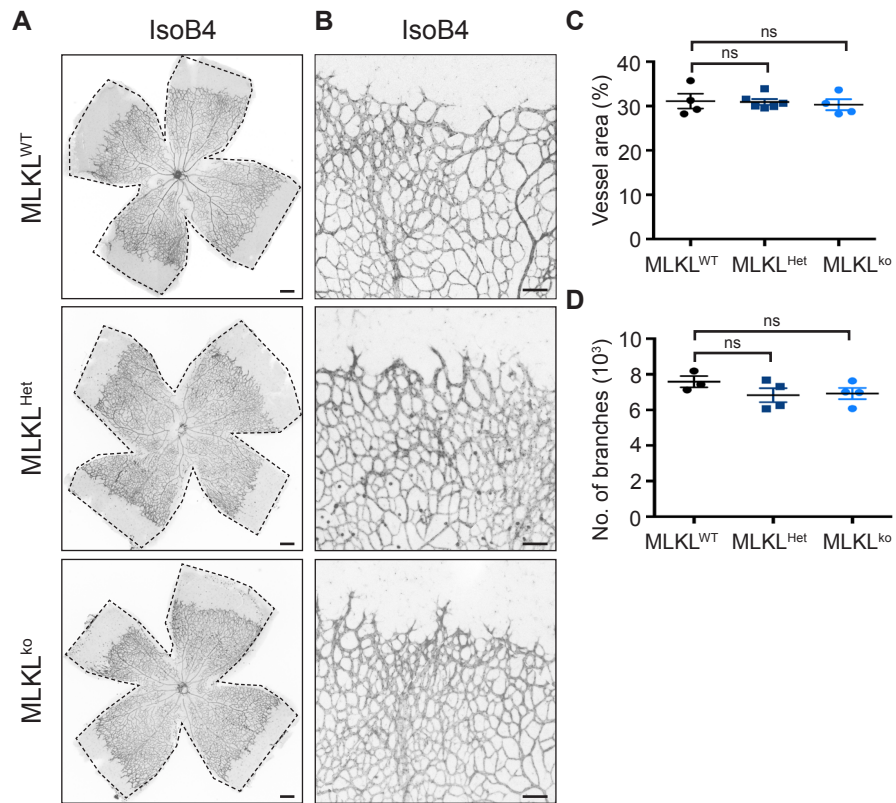 A
IsoB4
B
IsoB4
MLKL^WT
MLKL^Het
MLKL^ko
C
ns
ns
Vessel area (%)
40
30
20
10
0
MLKL^WT MLKL^Het MLKL^ko
D
ns
ns
No. of branches (10³)
10
8
6
4
2
0
MLKL^WT MLKL^Het MLKL^ko